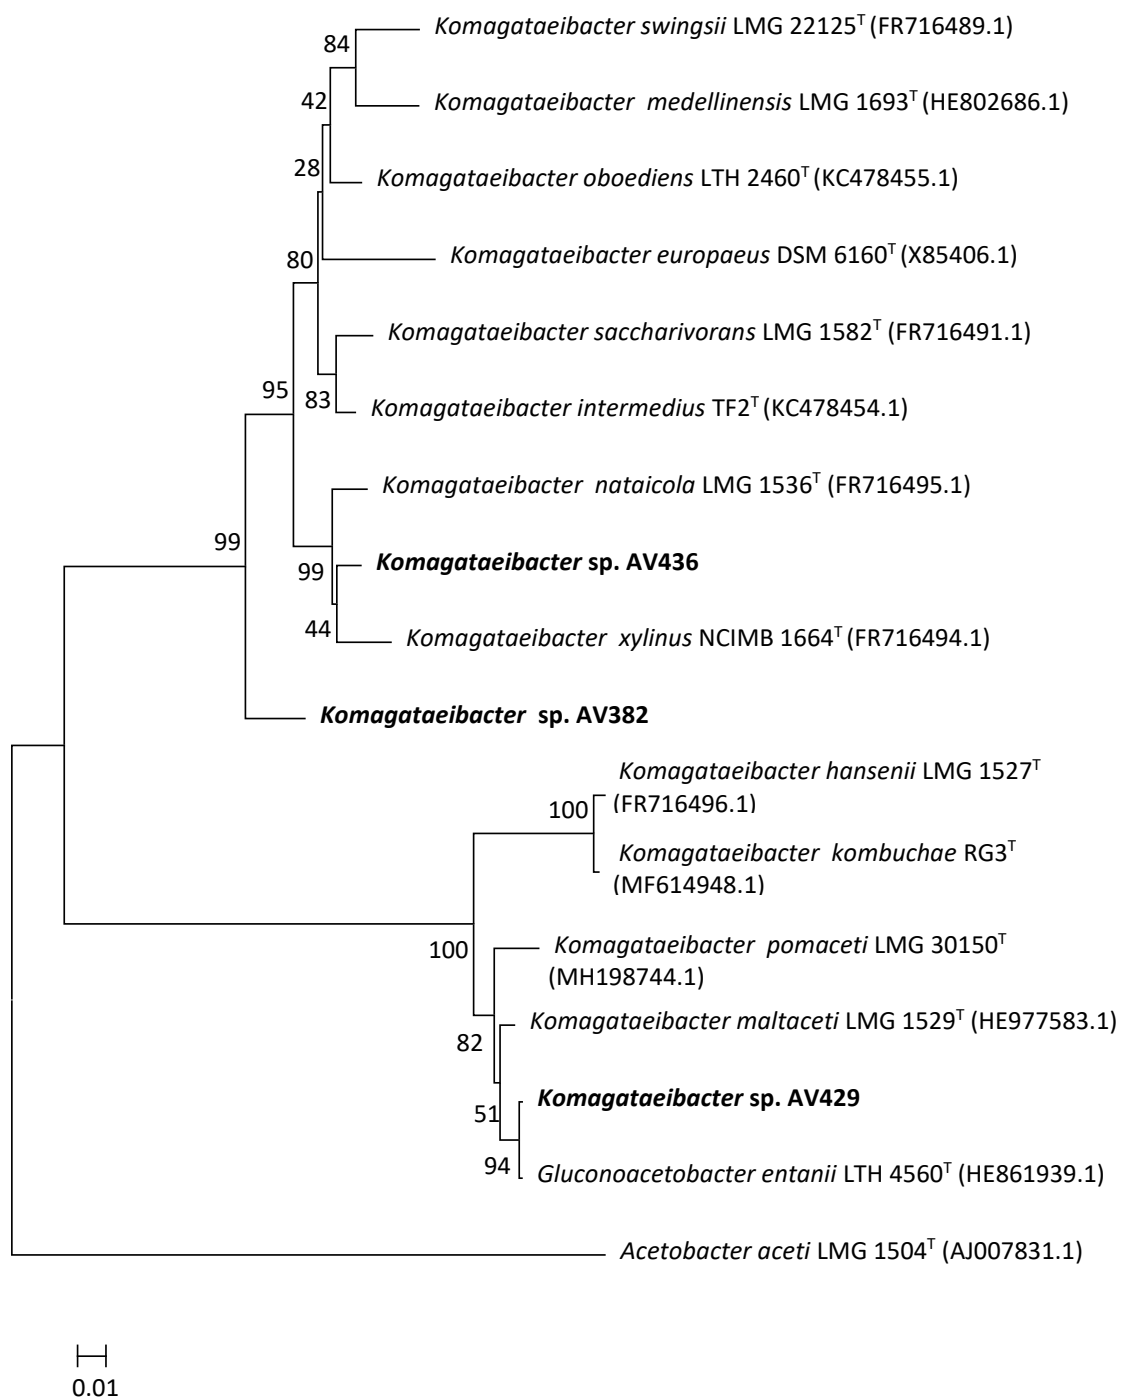 Komagataeibacter swingsii LMG 22125ᵀ (FR716489.1)
84
Komagataeibacter medellinensis LMG 1693ᵀ (HE802686.1)
42
28
Komagataeibacter oboediens LTH 2460ᵀ (KC478455.1)
Komagataeibacter europaeus DSM 6160ᵀ (X85406.1)
80
Komagataeibacter saccharivorans LMG 1582ᵀ (FR716491.1)
95
83
Komagataeibacter intermedius TF2ᵀ (KC478454.1)
Komagataeibacter nataicola LMG 1536ᵀ (FR716495.1)
99
Komagataeibacter sp. AV436
99
44
Komagataeibacter xylinus NCIMB 1664ᵀ (FR716494.1)
Komagataeibacter sp. AV382
Komagataeibacter hansenii LMG 1527ᵀ
(FR716496.1)
100
Komagataeibacter kombuchae RG3ᵀ
(MF614948.1)
100
Komagataeibacter pomaceti LMG 30150ᵀ
(MH198744.1)
Komagataeibacter maltaceti LMG 1529ᵀ (HE977583.1)
82
Komagataeibacter sp. AV429
51
94
Gluconoacetobacter entanii LTH 4560ᵀ (HE861939.1)
Acetobacter aceti LMG 1504ᵀ (AJ007831.1)
0.01